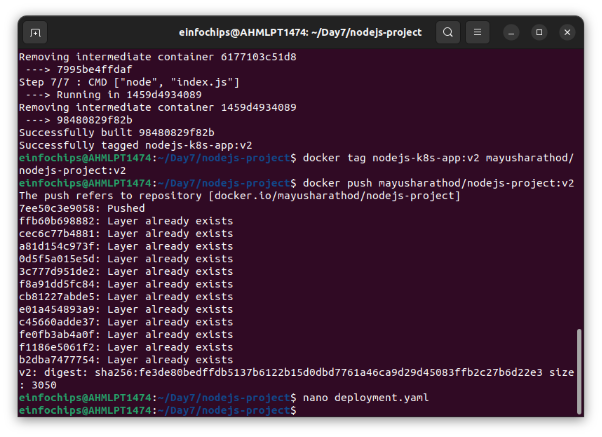 einfochips@AHMLPT1474: ~/Day7/nodejs-project
Removing intermediate container 6177103c51d8
 ---> 7995be4ffdaf
Step 7/7 : CMD ["node", "index.js"]
 ---> Running in 1459d4934089
Removing intermediate container 1459d4934089
 ---> 98480829f82b
Successfully built 98480829f82b
Successfully tagged nodejs-k8s-app:v2
einfochips@AHMLPT1474:~/Day7/nodejs-project$ docker tag nodejs-k8s-app:v2 mayusharathod/
nodejs-project:v2
einfochips@AHMLPT1474:~/Day7/nodejs-project$ docker push mayusharathod/nodejs-project:v2
The push refers to repository [docker.io/mayusharathod/nodejs-project]
7ee50c3e9058: Pushed
ffb60b698882: Layer already exists
cec6c77b4881: Layer already exists
a81d154c973f: Layer already exists
0d5f5a015e5d: Layer already exists
3c777d951de2: Layer already exists
f8a91dd5fc84: Layer already exists
cb81227abde5: Layer already exists
e01a454893a9: Layer already exists
c45660adde37: Layer already exists
fe0fb3ab4a0f: Layer already exists
f1186e5061f2: Layer already exists
b2dba7477754: Layer already exists
v2: digest: sha256:fe3de80bedffdb5137b6122b15d0dbd7761a46ca9d29d45083ffb2c27b6d22e3 size
: 3050
einfochips@AHMLPT1474:~/Day7/nodejs-project$ nano deployment.yaml
einfochips@AHMLPT1474:~/Day7/nodejs-project$